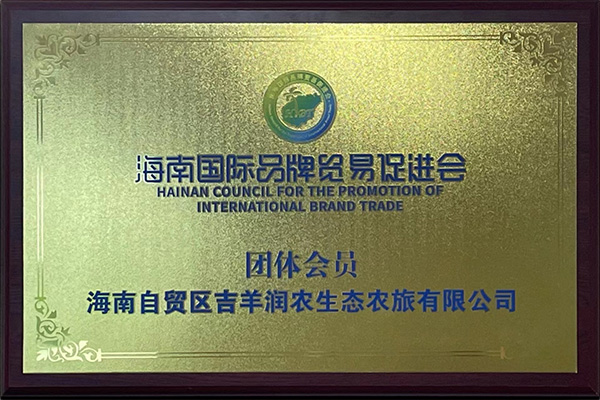 海南国际品牌贸易促进会
HAINAN COUNCIL FOR THE PROMOTION OF
INTERNATIONAL BRAND TRADE
团体会员
海南自贸区吉羊润农生态农旅有限公司